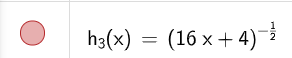 h₃(x) = (16 x + 4)^(-1/2)